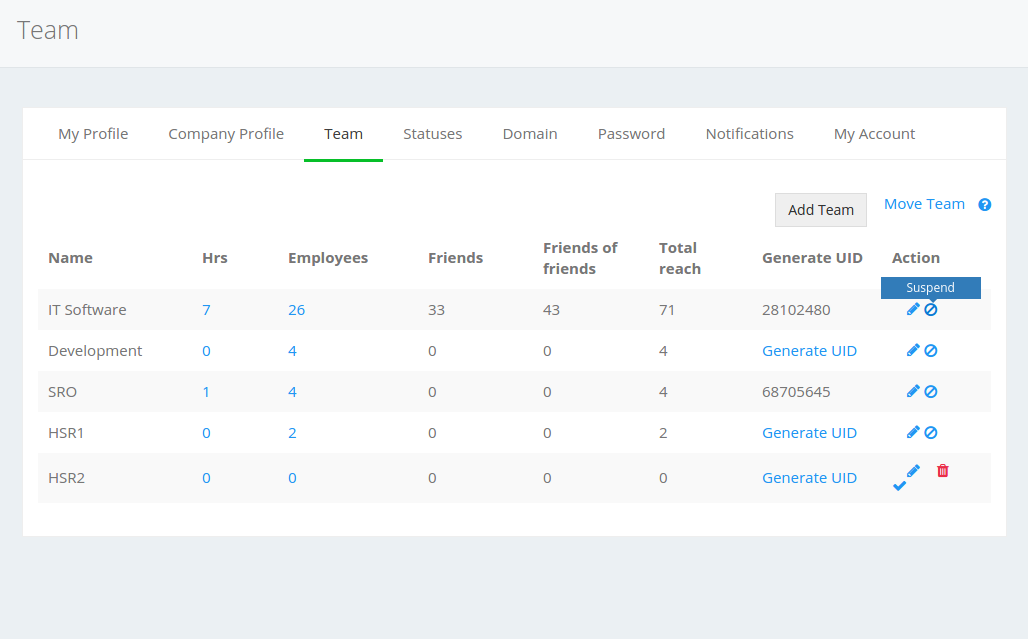 Team
My Profile Company Profile Team Statuses Domain Password Notifications My Account
Add Team Move Team ?
Name Hrs Employees Friends Friends of friends Total reach Generate UID Action
Suspend
IT Software 7 26 33 43 71 28102480
Development 0 4 0 0 4 Generate UID
SRO 1 4 0 0 4 68705645
HSR1 0 2 0 0 2 Generate UID
HSR2 0 0 0 0 0 Generate UID